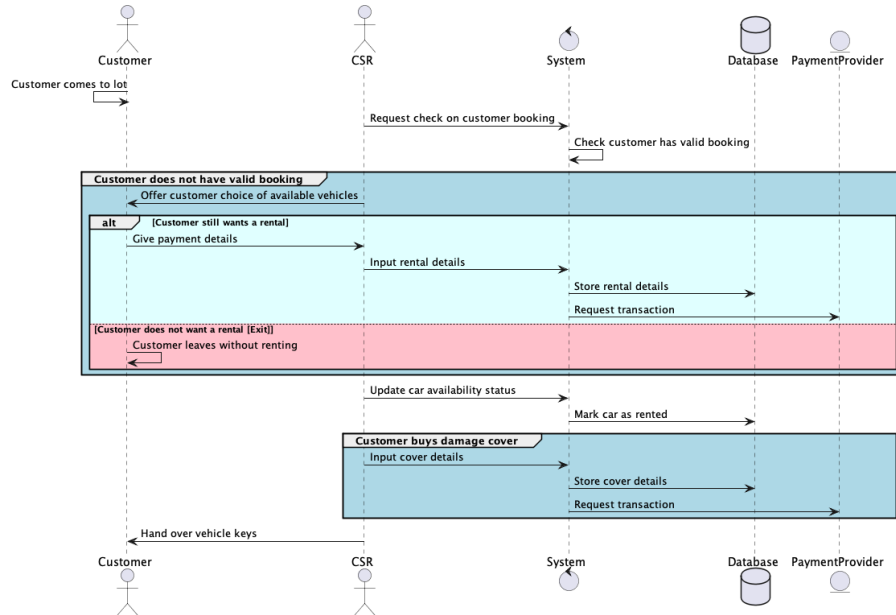 Customer
CSR
System
Database
PaymentProvider
Customer comes to lot
Request check on customer booking
Check customer has valid booking
Customer does not have valid booking
Offer customer choice of available vehicles
alt
[Customer still wants a rental]
Give payment details
Input rental details
Store rental details
Request transaction
[Customer does not want a rental [Exit]]
Customer leaves without renting
Update car availability status
Mark car as rented
Customer buys damage cover
Input cover details
Store cover details
Request transaction
Hand over vehicle keys
Customer
CSR
System
Database
PaymentProvider